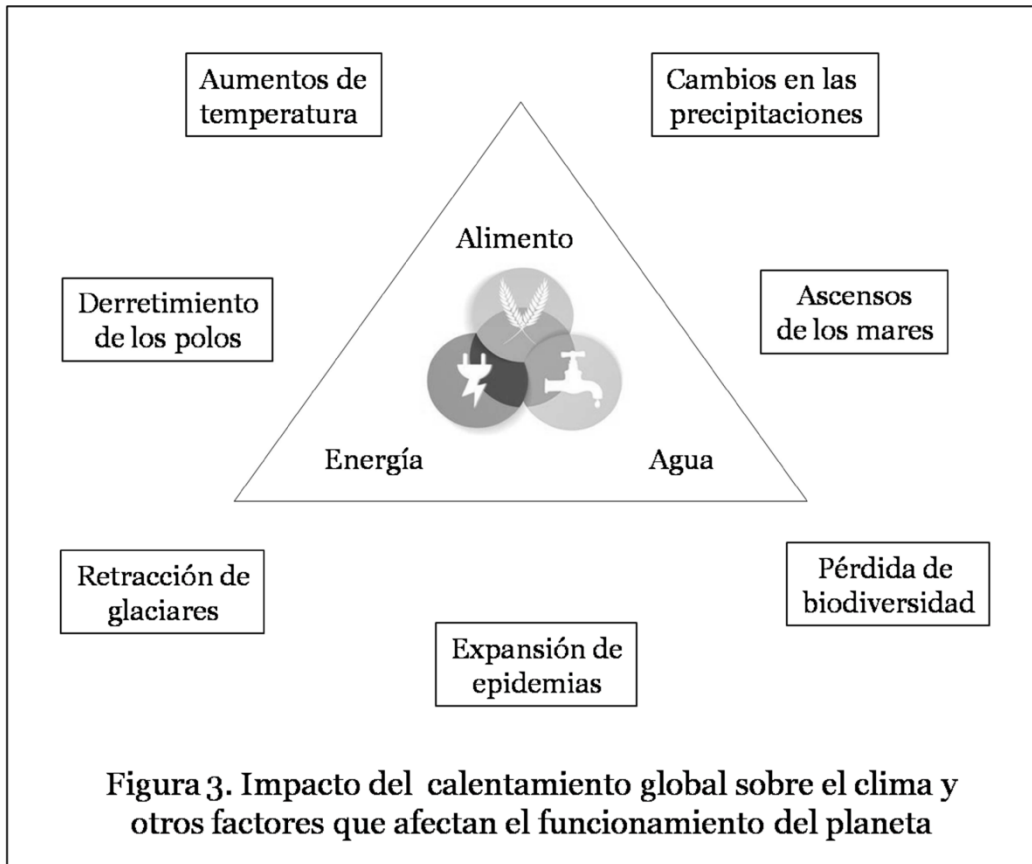 Aumentos de
temperatura
Cambios en las
precipitaciones
Alimento
Derretimiento
de los polos
Ascensos
de los mares
Energía
Agua
Retracción de
glaciares
Pérdida de
biodiversidad
Expansión de
epidemias
Figura 3. Impacto del calentamiento global sobre el clima y
otros factores que afectan el funcionamiento del planeta